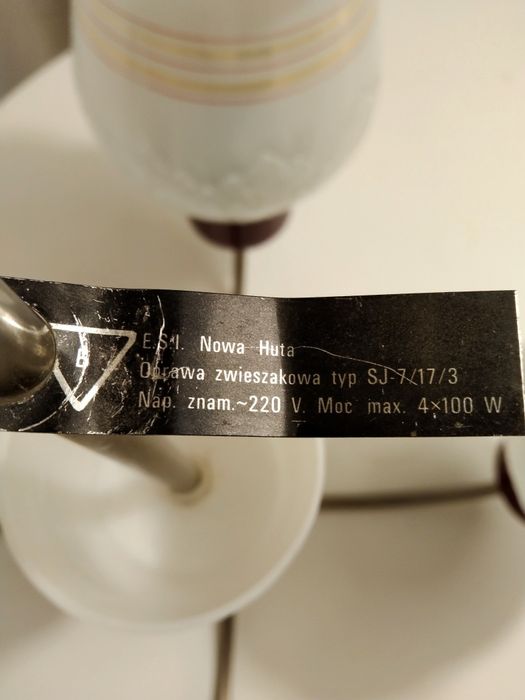 B
E.S.I. Nowa Huta
Oprawa zwieszakowa typ SJ-7/17/3
Nap. znam.~220 V. Moc max. 4×100 W